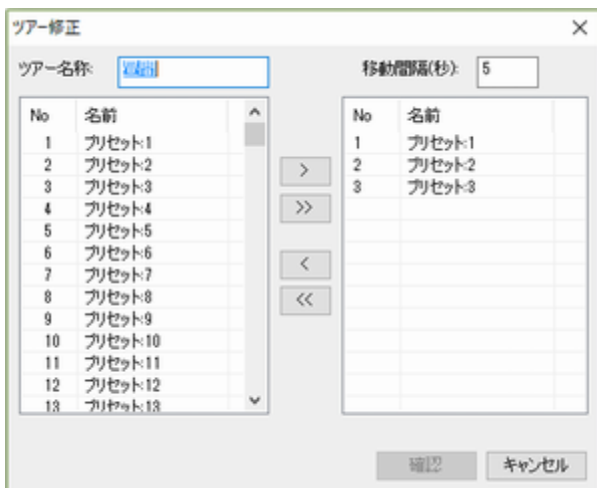 ツアー修正
ツアー名称:
移動間隔(秒): 5
No 名前
1 プリセット:1
2 プリセット:2
3 プリセット:3
4 プリセット:4
5 プリセット:5
6 プリセット:6
7 プリセット:7
8 プリセット:8
9 プリセット:9
10 プリセット:10
11 プリセット:11
12 プリセット:12
13 プリセット:13
>
>>
<
<<
No 名前
1 プリセット:1
2 プリセット:2
3 プリセット:3
確認 キャンセル